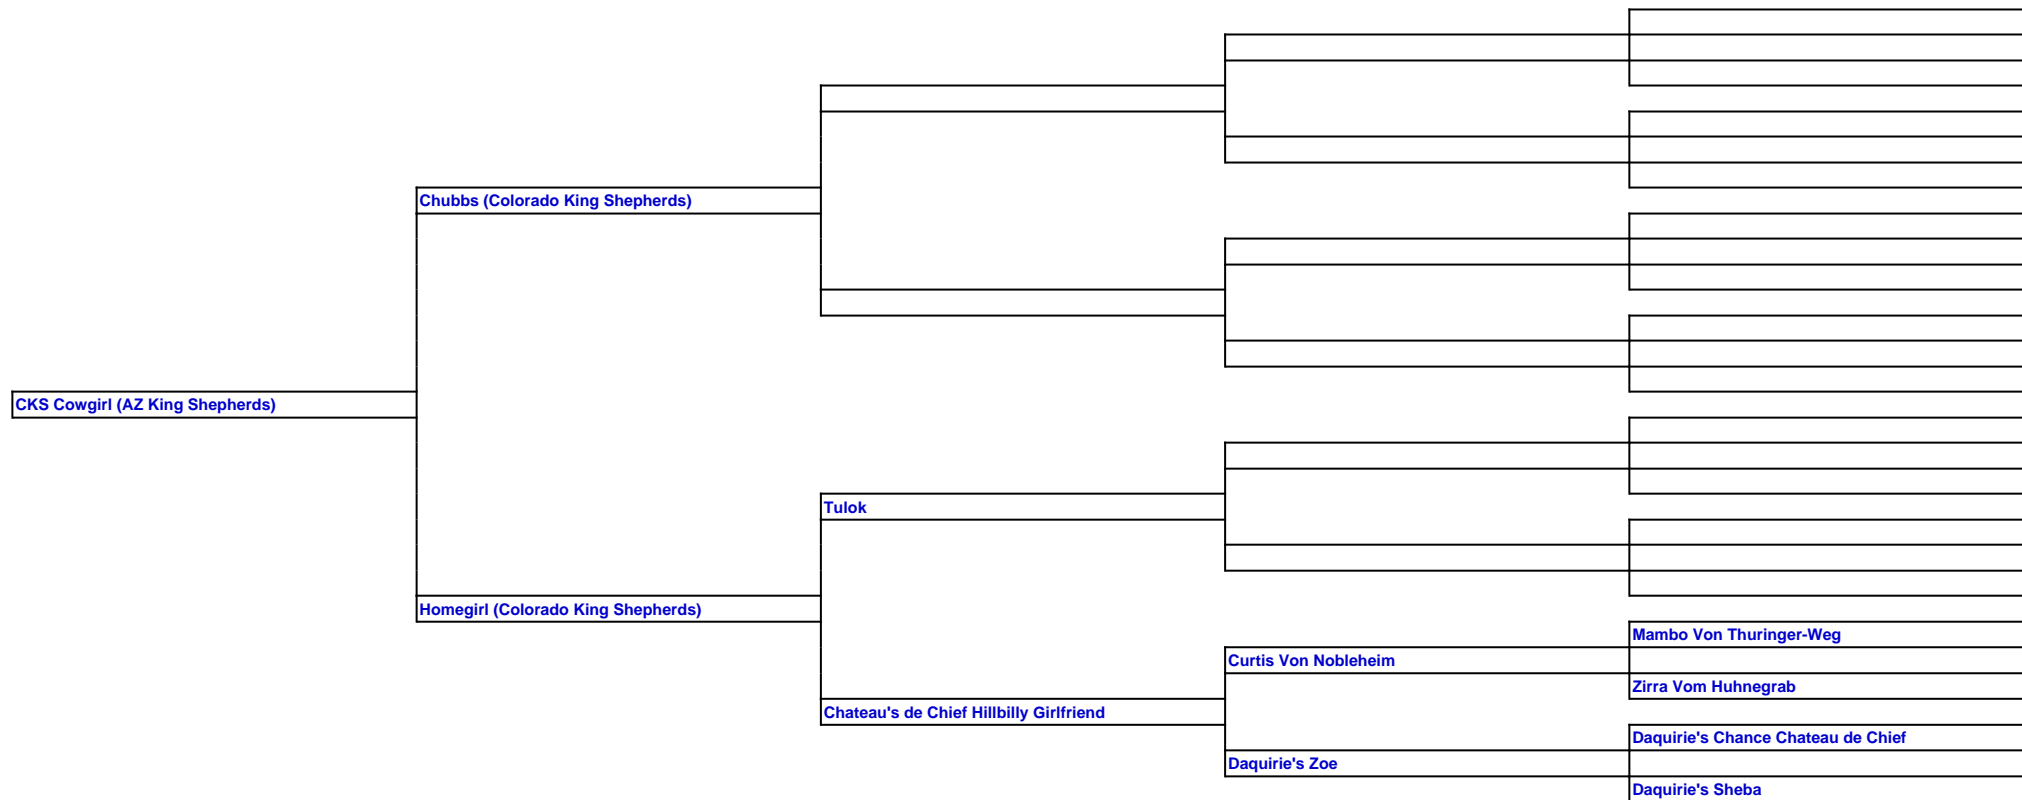 Chubbs (Colorado King Shepherds)
CKS Cowgirl (AZ King Shepherds)
Tulok
Homegirl (Colorado King Shepherds)
Mambo Von Thuringer-Weg
Curtis Von Nobleheim
Zirra Vom Huhnegrab
Chateau's de Chief Hillbilly Girlfriend
Daquirie's Chance Chateau de Chief
Daquirie's Zoe
Daquirie's Sheba